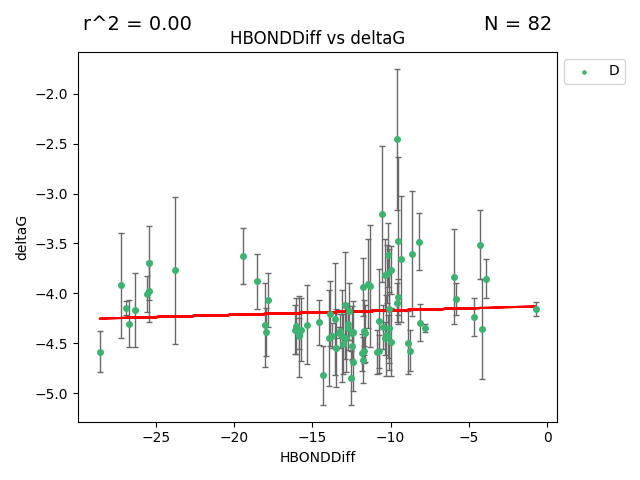 r^2 = 0.00
N = 82
HBONDDiff vs deltaG
D
deltaG
−2.0
−2.5
−3.0
−3.5
−4.0
−4.5
−5.0
−25
−20
−15
−10
−5
0
HBONDDiff